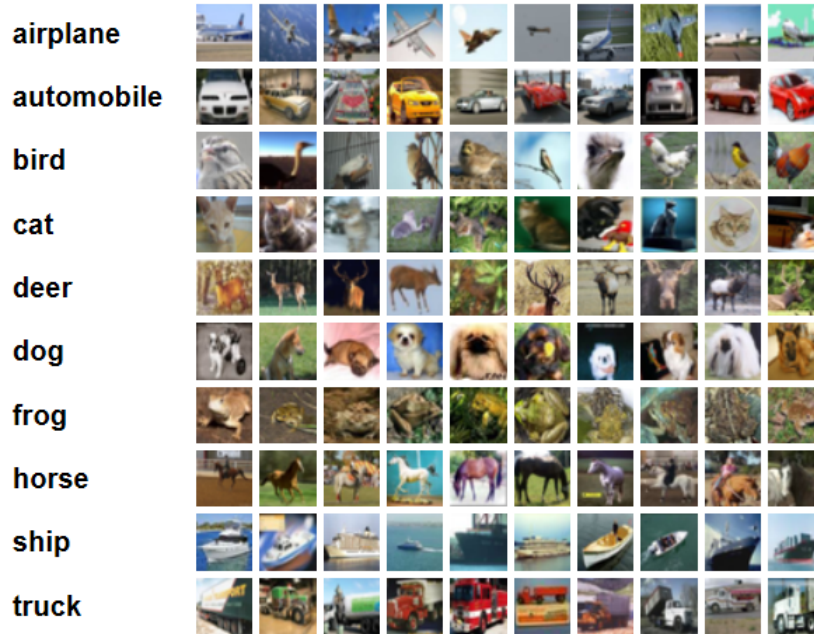 airplane
automobile
bird
cat
deer
dog
frog
horse
ship
truck